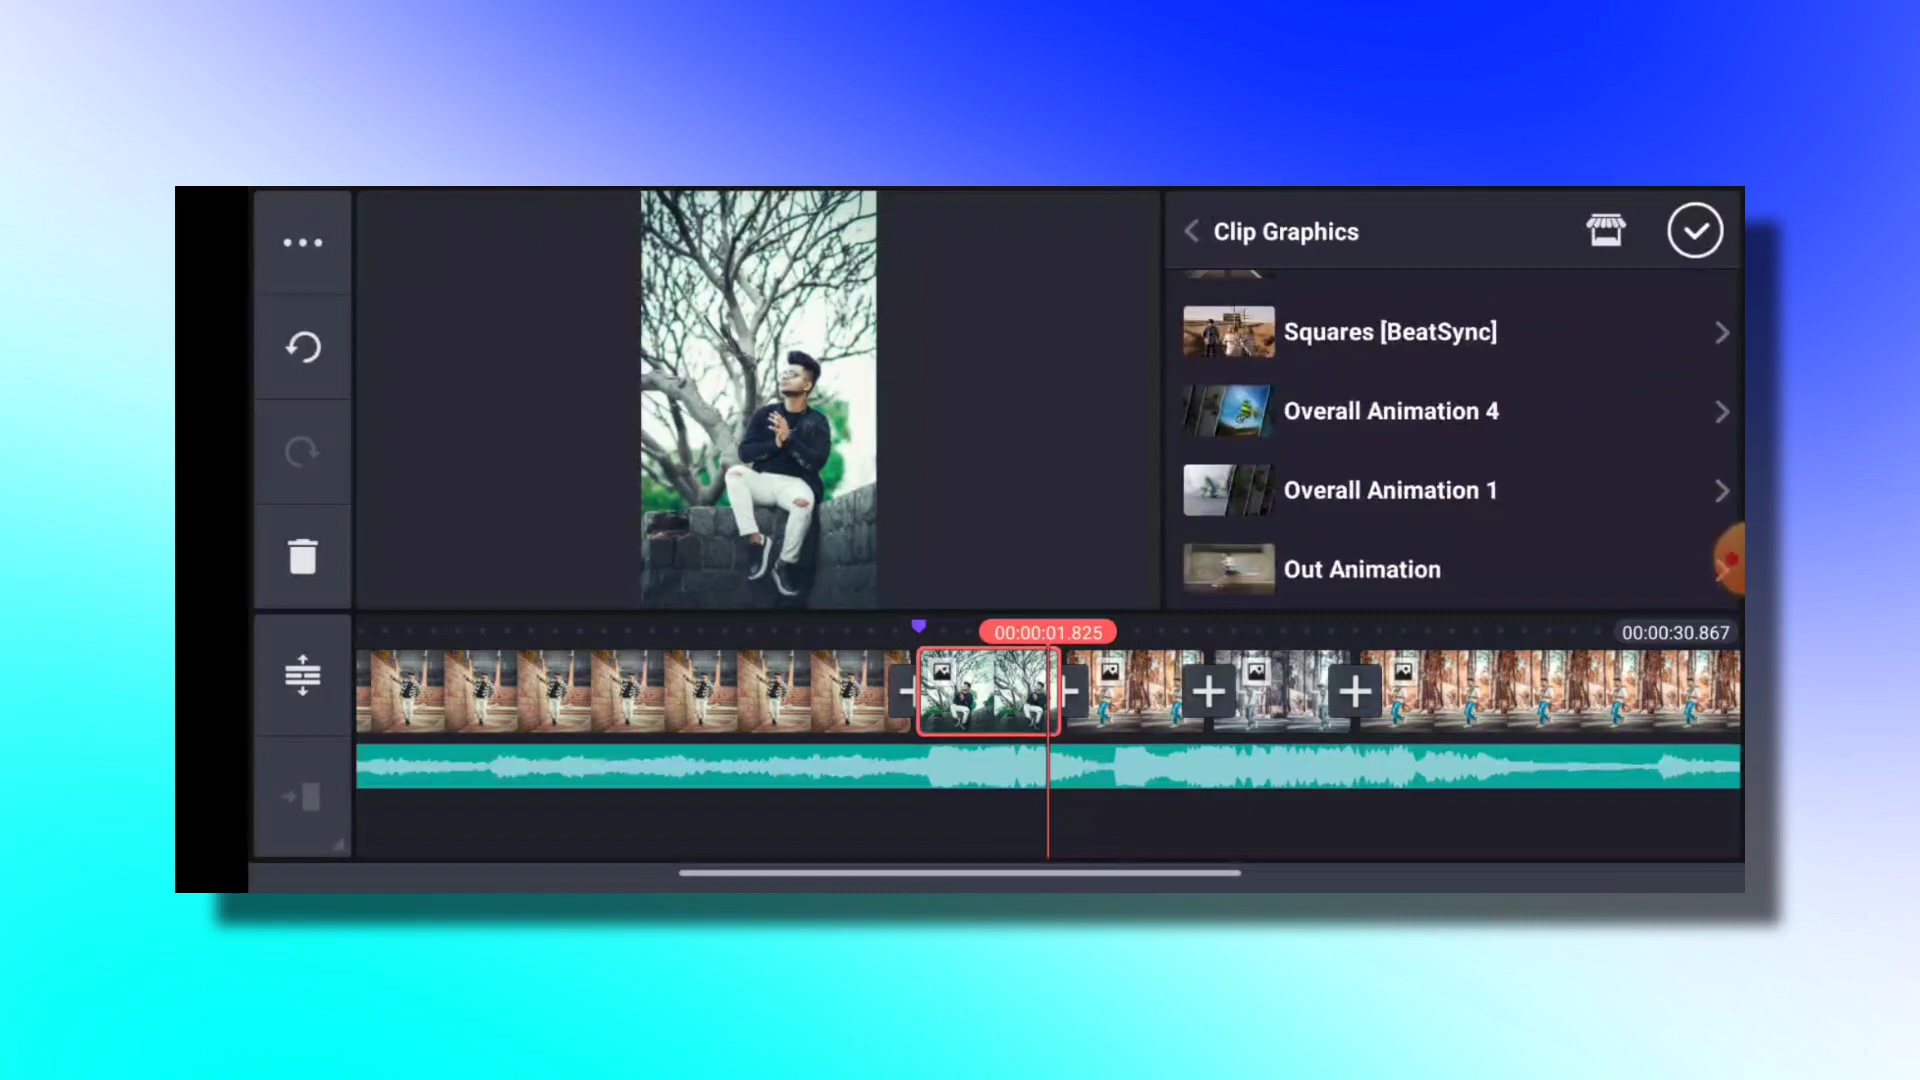 Clip Graphics
Squares [BeatSync]
Overall Animation 4
Overall Animation 1
Out Animation
00:00:01.825
00:00:30.867